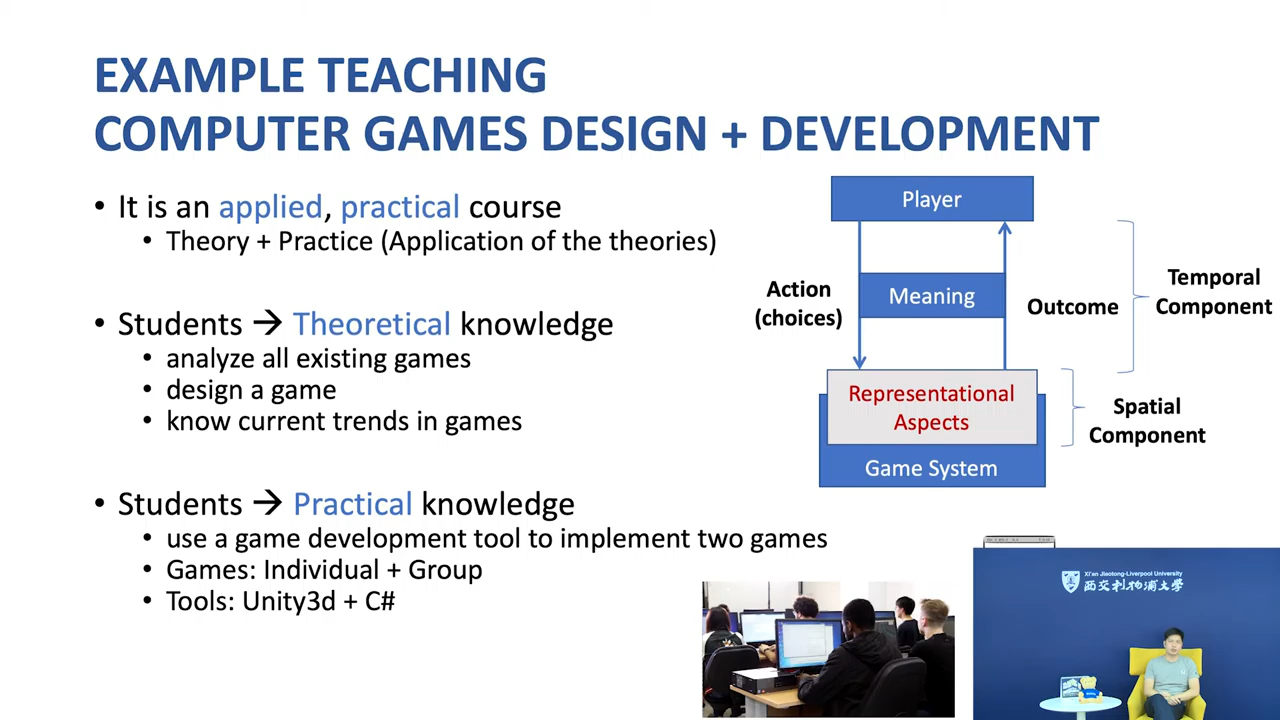 EXAMPLE TEACHING
COMPUTER GAMES DESIGN + DEVELOPMENT
• It is an applied, practical course
• Theory + Practice (Application of the theories)
• Students → Theoretical knowledge
• analyze all existing games
• design a game
• know current trends in games
• Students → Practical knowledge
• use a game development tool to implement two games
• Games: Individual + Group
• Tools: Unity3d + C#
Player
Action
(choices)
Meaning
Outcome
Temporal
Component
Representational
Aspects
Game System
Spatial
Component
Xi'an Jiaotong-Liverpool University
西交利物浦大学